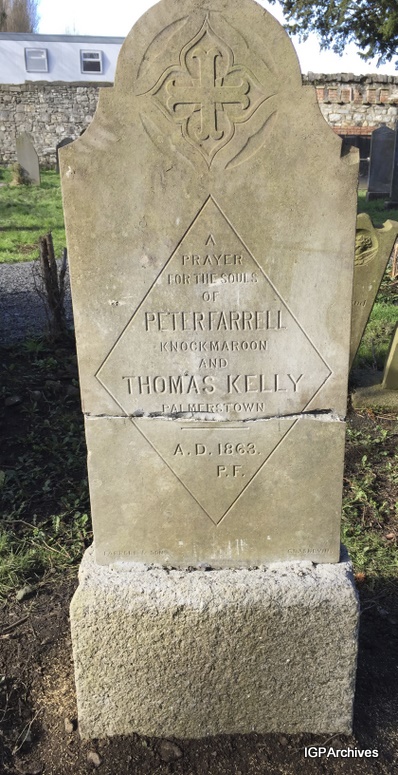 A
PRAYER
FOR THE SOULS
OF
PETER FARRELL
KNOCKMAROON
AND
THOMAS KELLY
PALMERSTOWN
A.D. 1863.
P.F.
IGPArchives